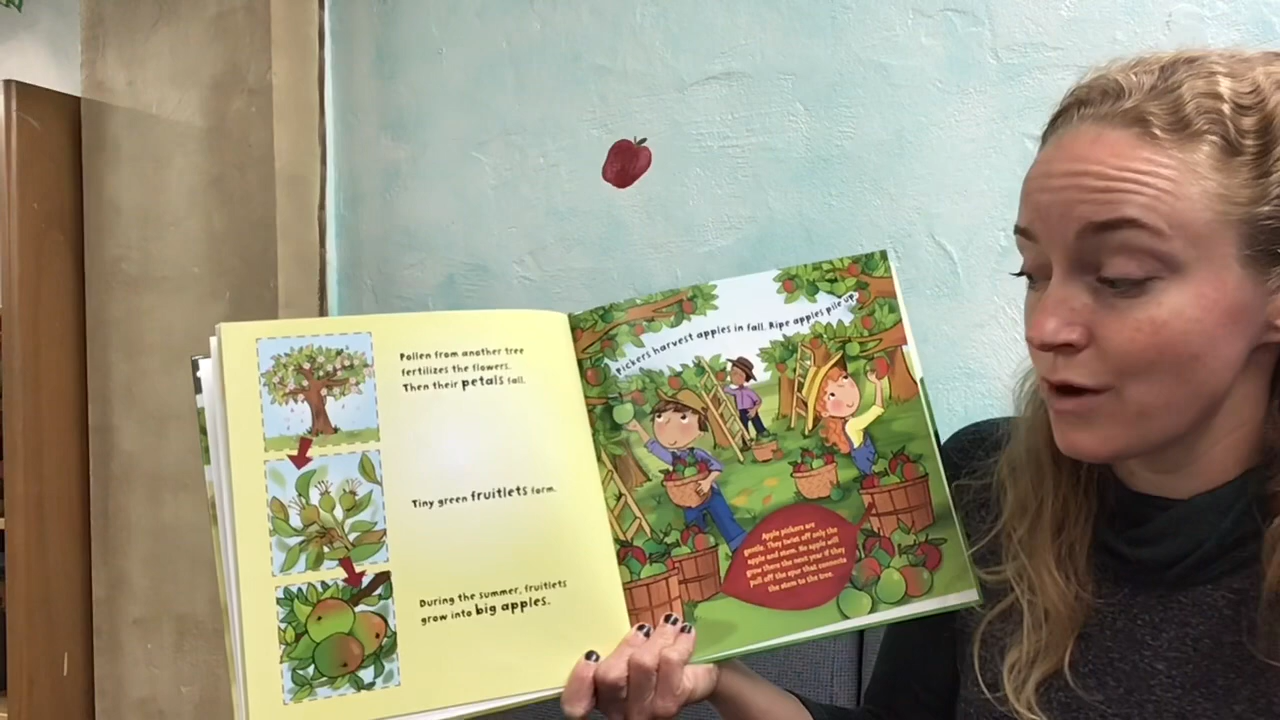 Pollen from another tree
fertilizes the flowers.
Then their petals fall.
Tiny green fruitlets form.
During the summer, fruitlets
grow into big apples.
Pickers harvest apples in fall. Ripe apples pile up.
Apple pickers are
gentle. They twist off only the
apple and stem. No apple will
grow there the next year if they
pull off the spur that connects
the stem to the tree.